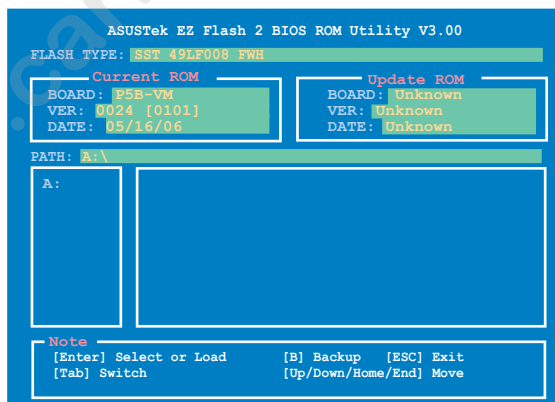 ASUSTek EZ Flash 2 BIOS ROM Utility V3.00
FLASH TYPE: SST 49LF008 FWH
Current ROM
BOARD: P5B-VM
VER: 0024 [0101]
DATE: 05/16/06
Update ROM
BOARD: Unknown
VER: Unknown
DATE: Unknown
PATH: A:\
A:
Note
[Enter] Select or Load [B] Backup [ESC] Exit
[Tab] Switch [Up/Down/Home/End] Move